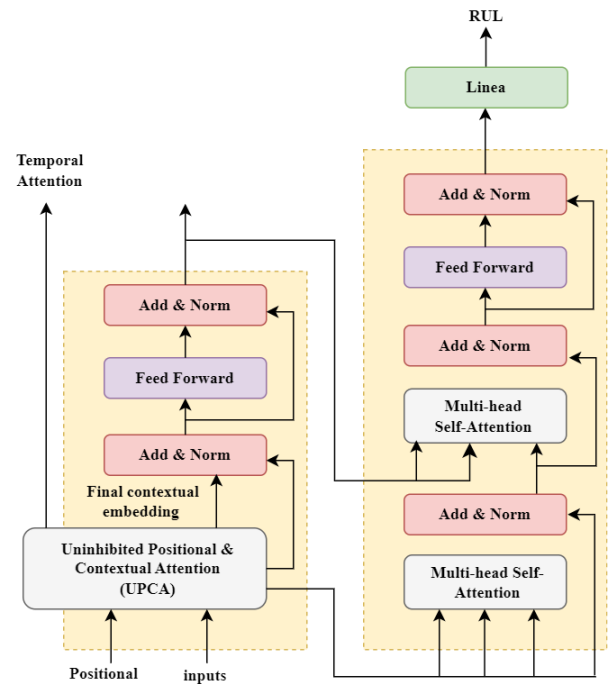 RUL
Linea
Temporal
Attention
Add & Norm
Feed Forward
Add & Norm
Add & Norm
Feed Forward
Multi-head
Self-Attention
Add & Norm
Final contextual
embedding
Add & Norm
Uninhibited Positional &
Contextual Attention
(UPCA)
Multi-head Self-
Attention
Positional
inputs